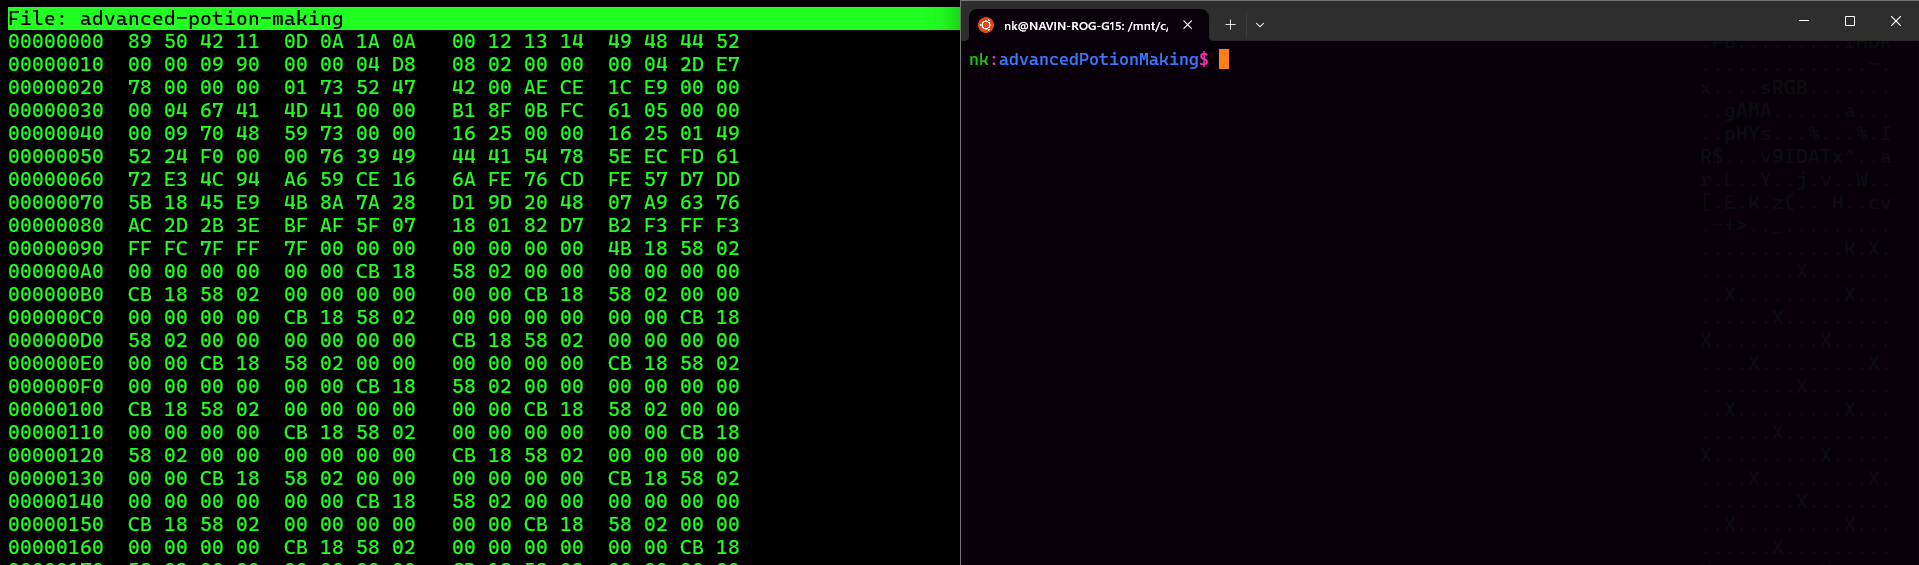 File: advanced-potion-making
00000000  89 50 42 11  0D 0A 1A 0A   00 12 13 14  49 48 44 52
00000010  00 00 09 90  00 00 04 D8   08 02 00 00  00 04 2D E7
00000020  78 00 00 00  01 73 52 47   42 00 AE CE  1C E9 00 00
00000030  00 04 67 41  4D 41 00 00   B1 8F 0B FC  61 05 00 00
00000040  00 09 70 48  59 73 00 00   16 25 00 00  16 25 01 49
00000050  52 24 F0 00  00 76 39 49   44 41 54 78  5E EC FD 61
00000060  72 E3 4C 94  A6 59 CE 16   6A FE 76 CD  FE 57 D7 DD
00000070  5B 18 45 E9  4B 8A 7A 28   D1 9D 20 48  07 A9 63 76
00000080  AC 2D 2B 3E  BF AF 5F 07   18 01 82 D7  B2 F3 FF F3
00000090  FF FC 7F FF  7F 00 00 00   00 00 00 00  4B 18 58 02
000000A0  00 00 00 00  00 00 CB 18   58 02 00 00  00 00 00 00
000000B0  CB 18 58 02  00 00 00 00   00 00 CB 18  58 02 00 00
000000C0  00 00 00 00  CB 18 58 02   00 00 00 00  00 00 CB 18
000000D0  58 02 00 00  00 00 00 00   CB 18 58 02  00 00 00 00
000000E0  00 00 CB 18  58 02 00 00   00 00 00 00  CB 18 58 02
000000F0  00 00 00 00  00 00 CB 18   58 02 00 00  00 00 00 00
00000100  CB 18 58 02  00 00 00 00   00 00 CB 18  58 02 00 00
00000110  00 00 00 00  CB 18 58 02   00 00 00 00  00 00 CB 18
00000120  58 02 00 00  00 00 00 00   CB 18 58 02  00 00 00 00
00000130  00 00 CB 18  58 02 00 00   00 00 00 00  CB 18 58 02
00000140  00 00 00 00  00 00 CB 18   58 02 00 00  00 00 00 00
00000150  CB 18 58 02  00 00 00 00   00 00 CB 18  58 02 00 00
00000160  00 00 00 00  CB 18 58 02   00 00 00 00  00 00 CB 18
nk@NAVIN-ROG-G15: /mnt/c/
nk:advancedPotionMaking$